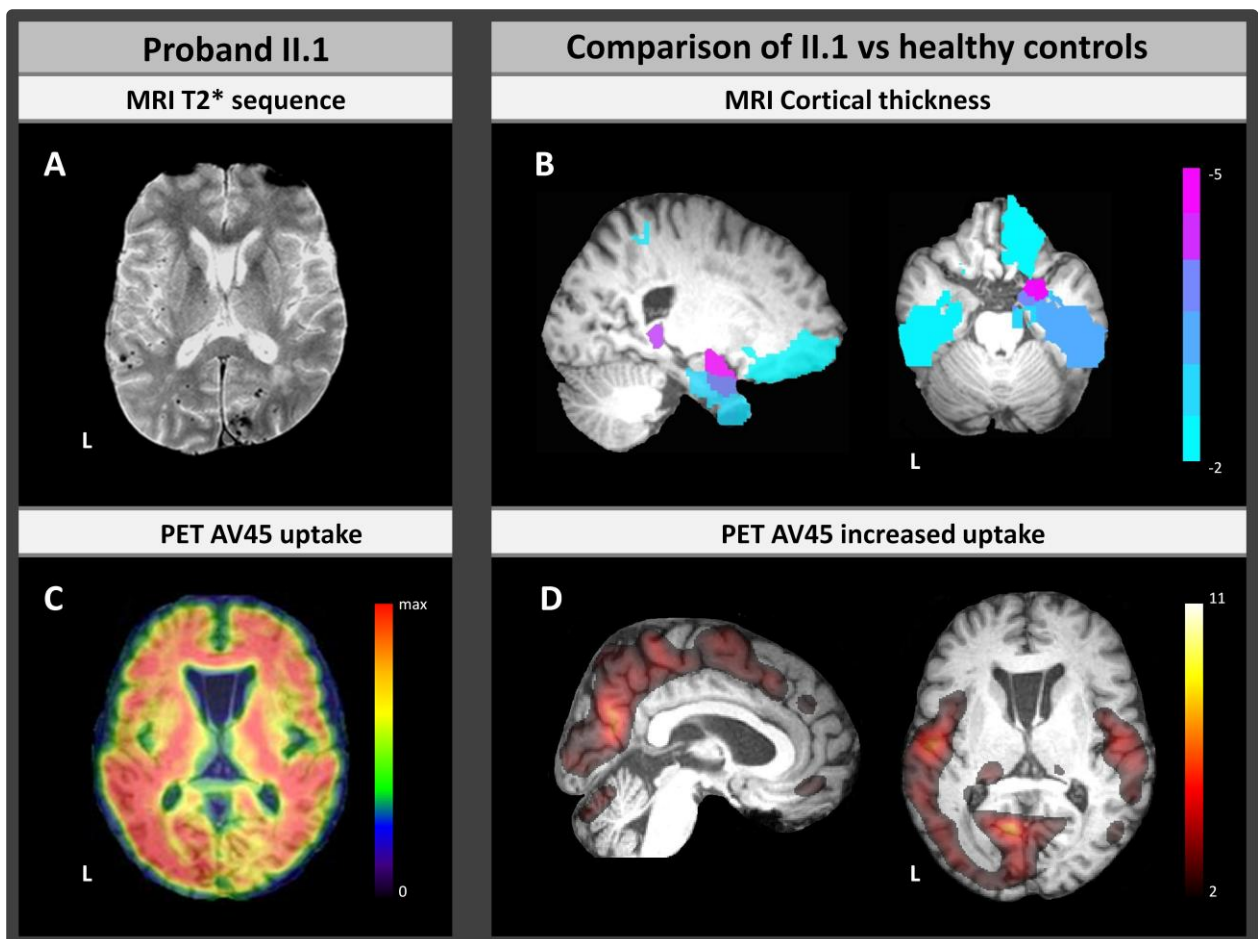 Proband II.1
MRI T2* sequence
A
L
Comparison of II.1 vs healthy controls
MRI Cortical thickness
B
-5
L
-2
PET AV45 uptake
C
max
L
0
PET AV45 increased uptake
D
11
L
2